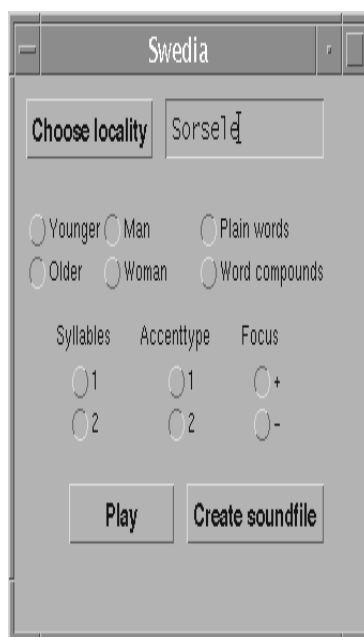 Swedia
Choose locality Sorsele
Younger Man Plain words
Older Woman Word compounds
Syllables Accenttype Focus
1 1 +
2 2 -
Play Create soundfile